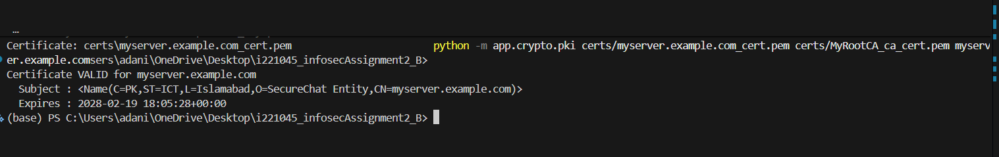 …
Certificate: certs\myserver.example.com_cert.pem python -m app.crypto.pki certs/myserver.example.com_cert.pem certs/MyRootCA_ca_cert.pem myserv
er.example.comsers\adani\OneDrive\Desktop\i221045_infosecAssignment2_B>
Certificate VALID for myserver.example.com
Subject : <Name(C=PK,ST=ICT,L=Islamabad,O=SecureChat Entity,CN=myserver.example.com)>
Expires : 2028-02-19 18:05:28+00:00
(base) PS C:\Users\adani\OneDrive\Desktop\i221045_infosecAssignment2_B>